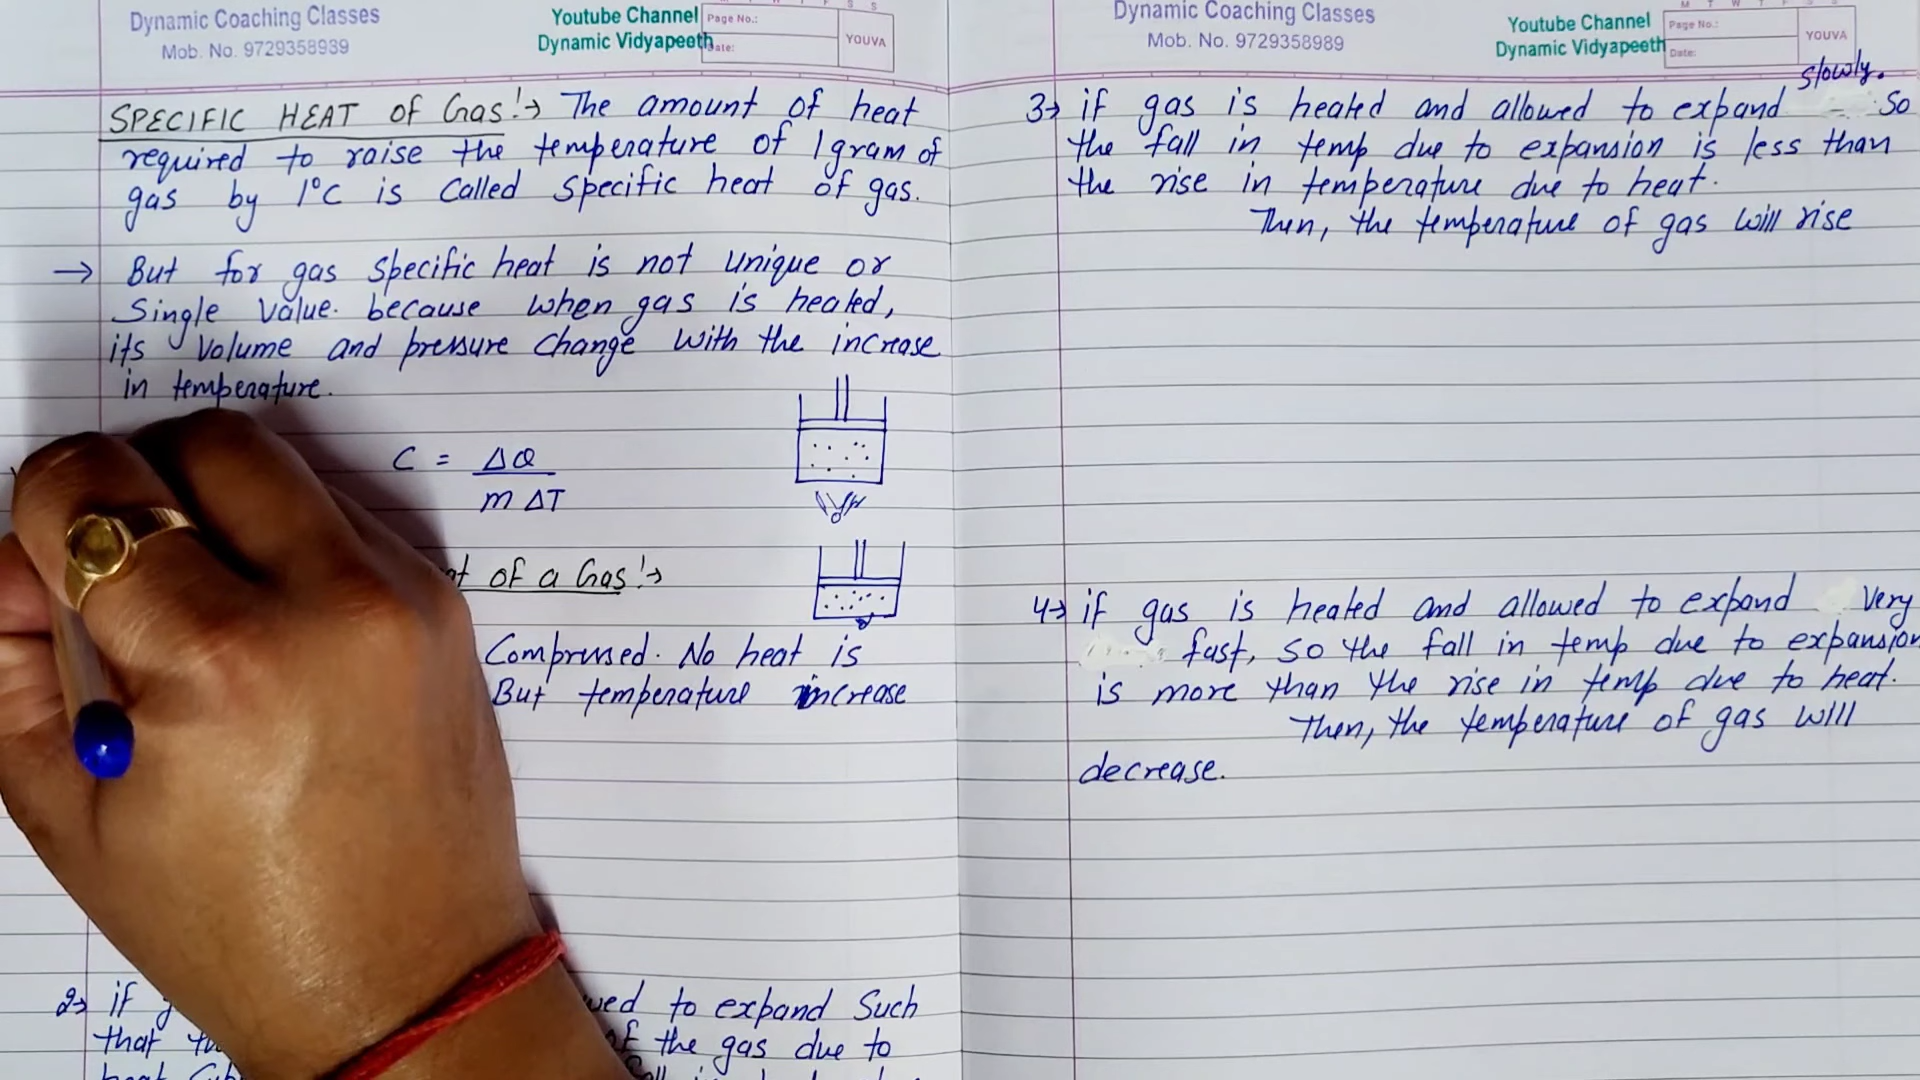 Dynamic Coaching Classes
Mob. No. 9729358989
Youtube Channel
Dynamic Vidyapeeth
Page No.:
Date:
YOUVA
SPECIFIC HEAT of Gas!→ The amount of heat
required to raise the temperature of 1gram of
gas by 1°C is Called Specific heat of gas.
→ But for gas Specific heat is not unique or
Single Value. because when gas is heated,
its Volume and pressure Change With the increase
in temperature.
C = ΔQ
m ΔT
of a Gas!→
Compressed. No heat is
But temperature increase
2→ if to expand Such
that of the gas due to
Dynamic Coaching Classes
Mob. No. 9729358989
Youtube Channel
Dynamic Vidyapeeth
M T W T F S S
Page No.:
Date:
YOUVA
3→ if gas is heated and allowed to expand slowly. So
the fall in temp due to expansion is less than
the rise in temperature due to heat.
Then, the temperature of gas will rise
4→ if gas is heated and allowed to expand Very
fast, so the fall in temp due to expansion
is more than the rise in temp due to heat.
Then, the temperature of gas will
decrease.